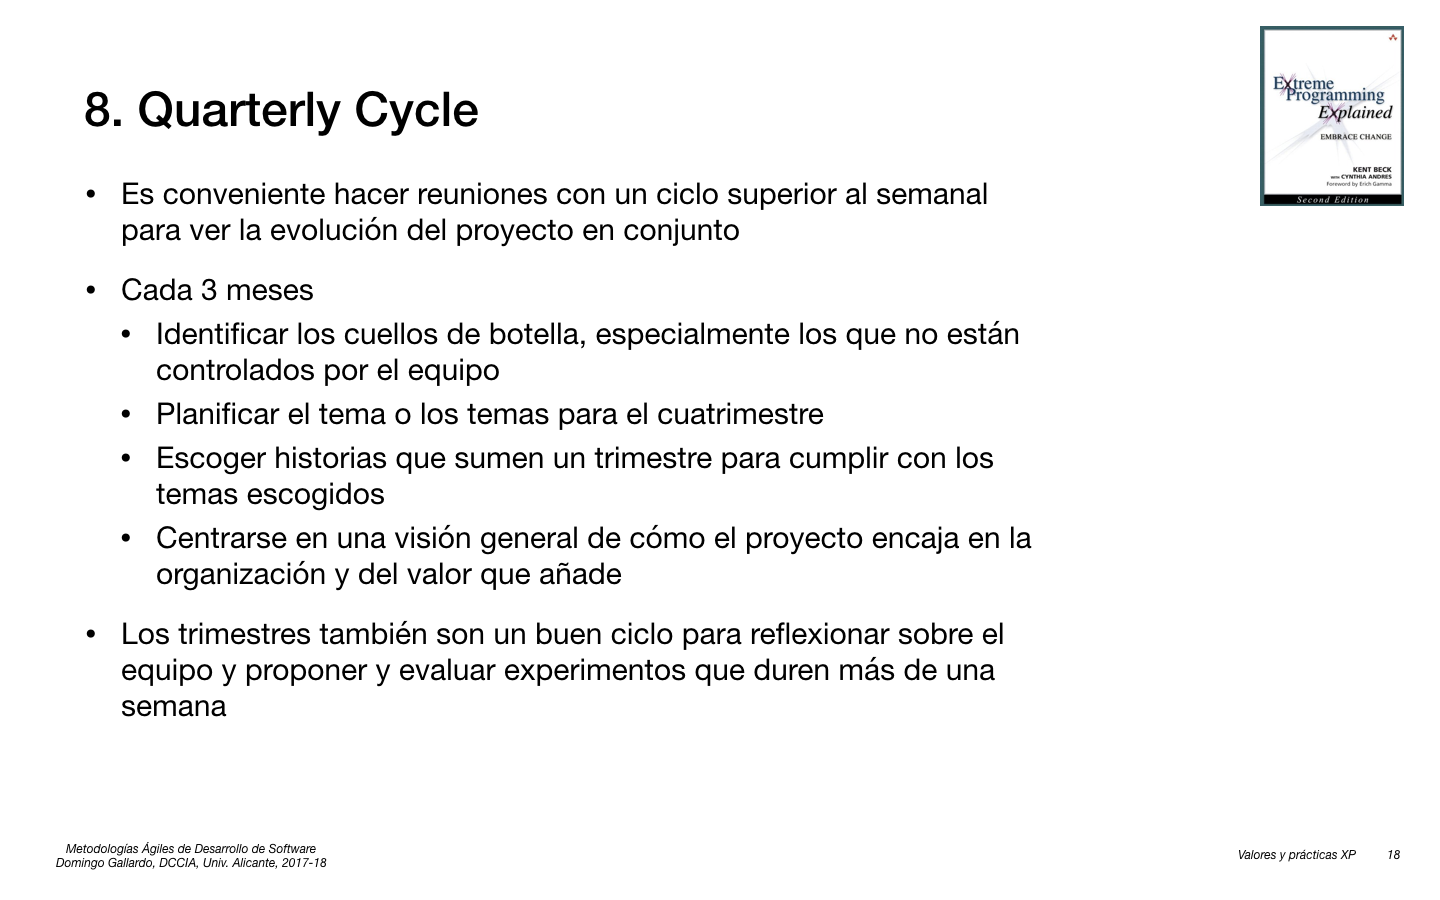 8. Quarterly Cycle
• Es conveniente hacer reuniones con un ciclo superior al semanal
para ver la evolución del proyecto en conjunto
• Cada 3 meses
• Identificar los cuellos de botella, especialmente los que no están
controlados por el equipo
• Planificar el tema o los temas para el cuatrimestre
• Escoger historias que sumen un trimestre para cumplir con los
temas escogidos
• Centrarse en una visión general de cómo el proyecto encaja en la
organización y del valor que añade
• Los trimestres también son un buen ciclo para reflexionar sobre el
equipo y proponer y evaluar experimentos que duren más de una
semana
Extreme
Programming
Explained
EMBRACE CHANGE
KENT BECK
WITH CYNTHIA ANDRES
Foreword by Erich Gamma
Second Edition
Metodologías Ágiles de Desarrollo de Software
Domingo Gallardo, DCCIA, Univ. Alicante, 2017-18
Valores y prácticas XP 18